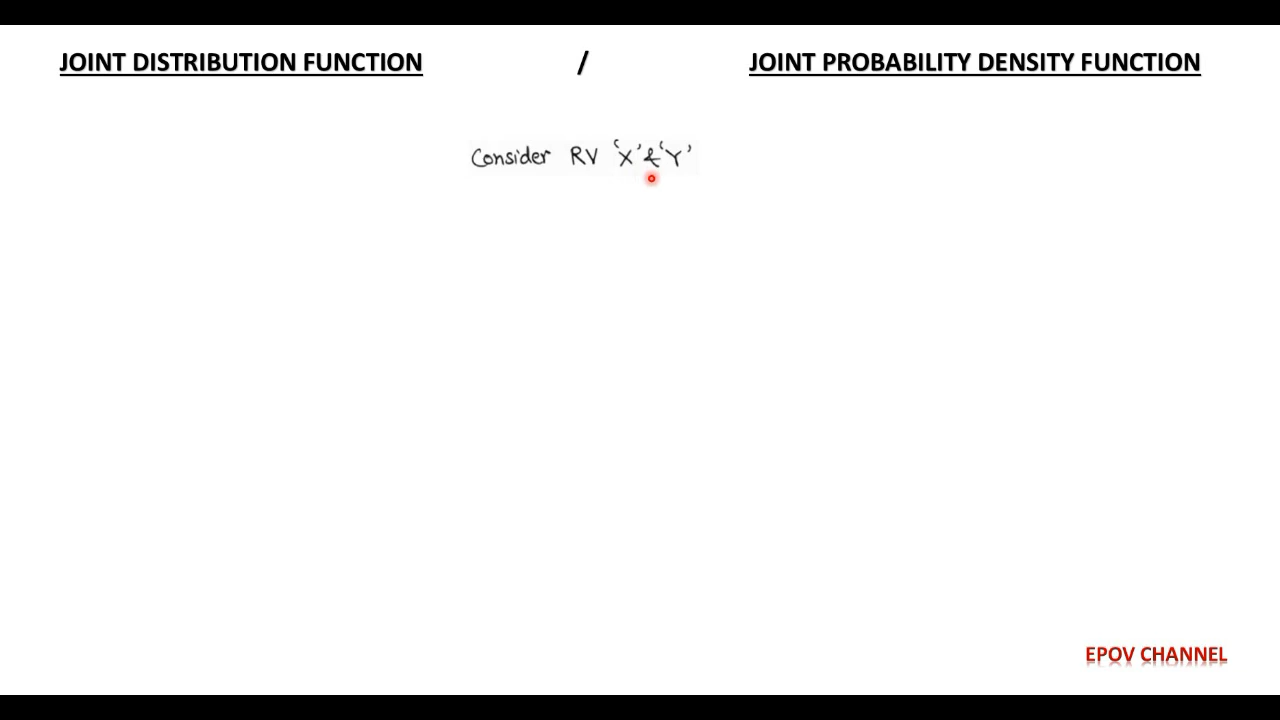 JOINT DISTRIBUTION FUNCTION / JOINT PROBABILITY DENSITY FUNCTION
Consider RV 'X' & 'Y'
EPOV CHANNEL